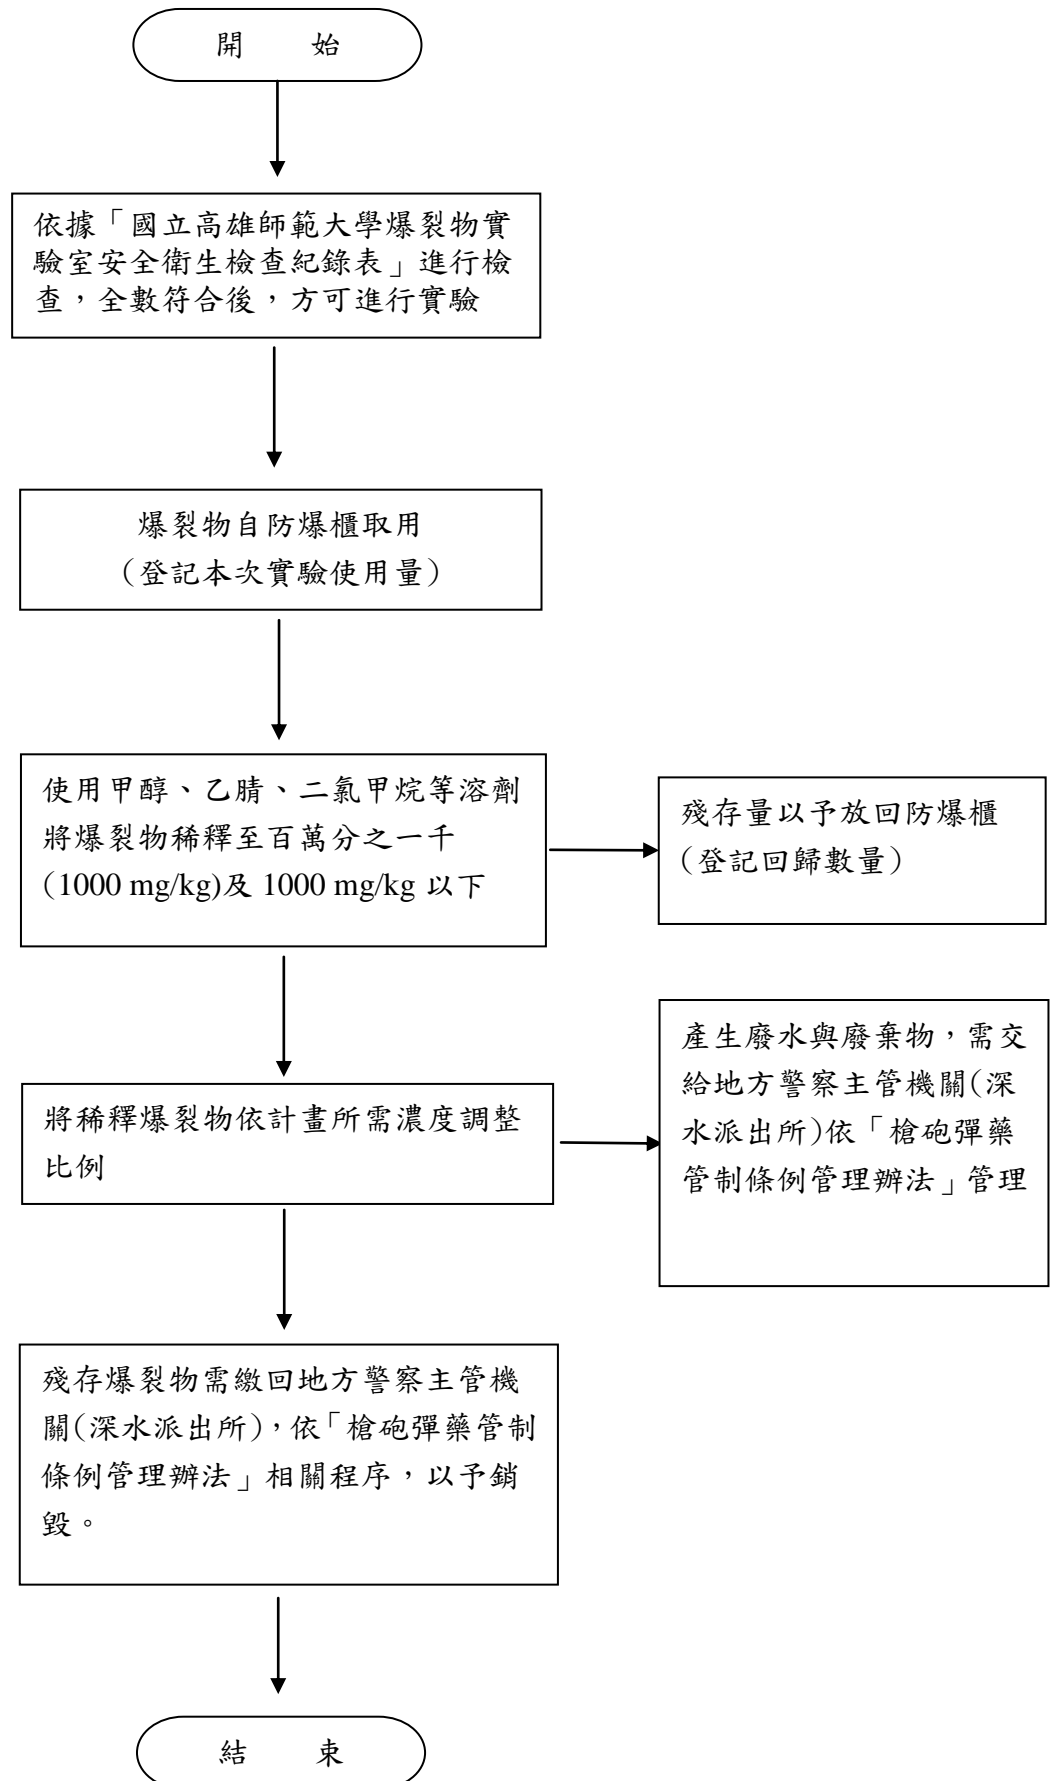 開 始
依據「國立高雄師範大學爆裂物實
驗室安全衛生檢查紀錄表」進行檢
查，全數符合後，方可進行實驗
爆裂物自防爆櫃取用
（登記本次實驗使用量）
使用甲醇、乙腈、二氯甲烷等溶劑
將爆裂物稀釋至百萬分之一千
(1000 mg/kg)及 1000 mg/kg 以下
殘存量以予放回防爆櫃
（登記回歸數量）
將稀釋爆裂物依計畫所需濃度調整
比例
產生廢水與廢棄物，需交
給地方警察主管機關(深
水派出所)依「槍砲彈藥
管制條例管理辦法」管理
殘存爆裂物需繳回地方警察主管機
關(深水派出所)，依「槍砲彈藥管制
條例管理辦法」相關程序，以予銷
毀。
結 束